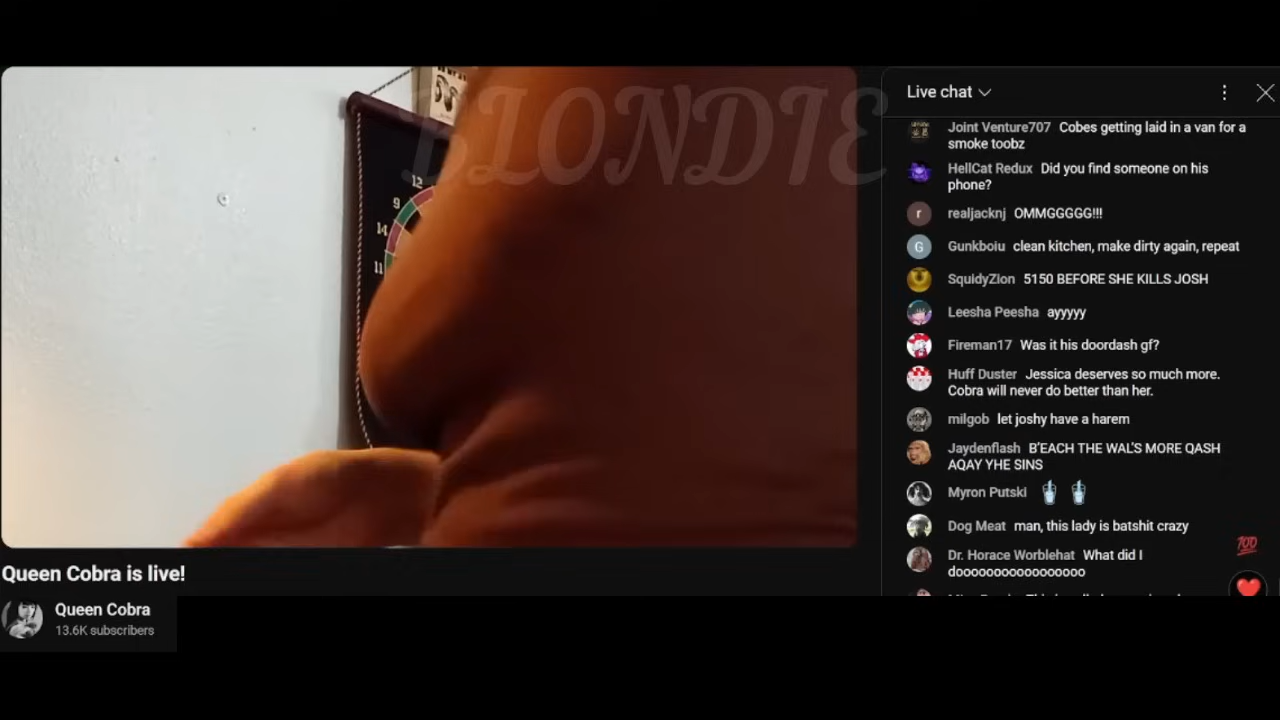 BLONDIE
12
9
14
11
Live chat
Joint Venture707 Cobes getting laid in a van for a
smoke toobz
HellCat Redux Did you find someone on his
phone?
r realjacknj OMMGGGGG!!!
G Gunkboiu clean kitchen, make dirty again, repeat
SquidyZion 5150 BEFORE SHE KILLS JOSH
Leesha Peesha ayyyyy
Fireman17 Was it his doordash gf?
Huff Duster Jessica deserves so much more.
Cobra will never do better than her.
milgob let joshy have a harem
Jaydenflash B'EACH THE WAL'S MORE QASH
AQAY YHE SINS
Myron Putski
Dog Meat man, this lady is batshit crazy
100
Dr. Horace Worblehat What did I
dooooooooooooooooo
Queen Cobra is live!
Queen Cobra
13.6K subscribers